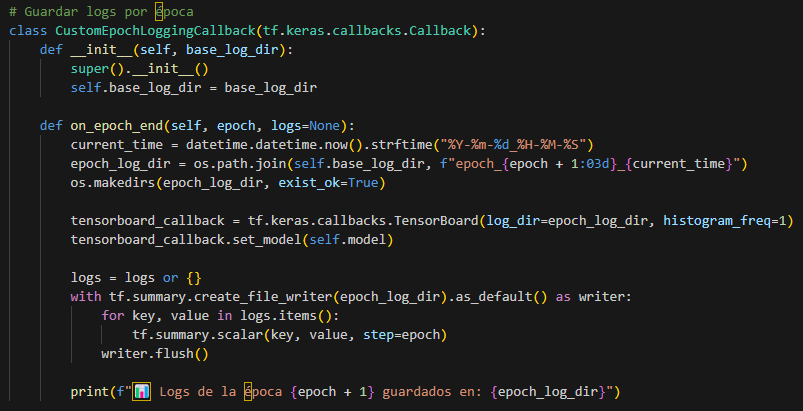 # Guardar logs por época
class CustomEpochLoggingCallback(tf.keras.callbacks.Callback):
    def __init__(self, base_log_dir):
        super().__init__()
        self.base_log_dir = base_log_dir

    def on_epoch_end(self, epoch, logs=None):
        current_time = datetime.datetime.now().strftime("%Y-%m-%d_%H-%M-%S")
        epoch_log_dir = os.path.join(self.base_log_dir, f"epoch_{epoch + 1:03d}_{current_time}")
        os.makedirs(epoch_log_dir, exist_ok=True)

        tensorboard_callback = tf.keras.callbacks.TensorBoard(log_dir=epoch_log_dir, histogram_freq=1)
        tensorboard_callback.set_model(self.model)

        logs = logs or {}
        with tf.summary.create_file_writer(epoch_log_dir).as_default() as writer:
            for key, value in logs.items():
                tf.summary.scalar(key, value, step=epoch)
            writer.flush()

        print(f"📊 Logs de la época {epoch + 1} guardados en: {epoch_log_dir}")